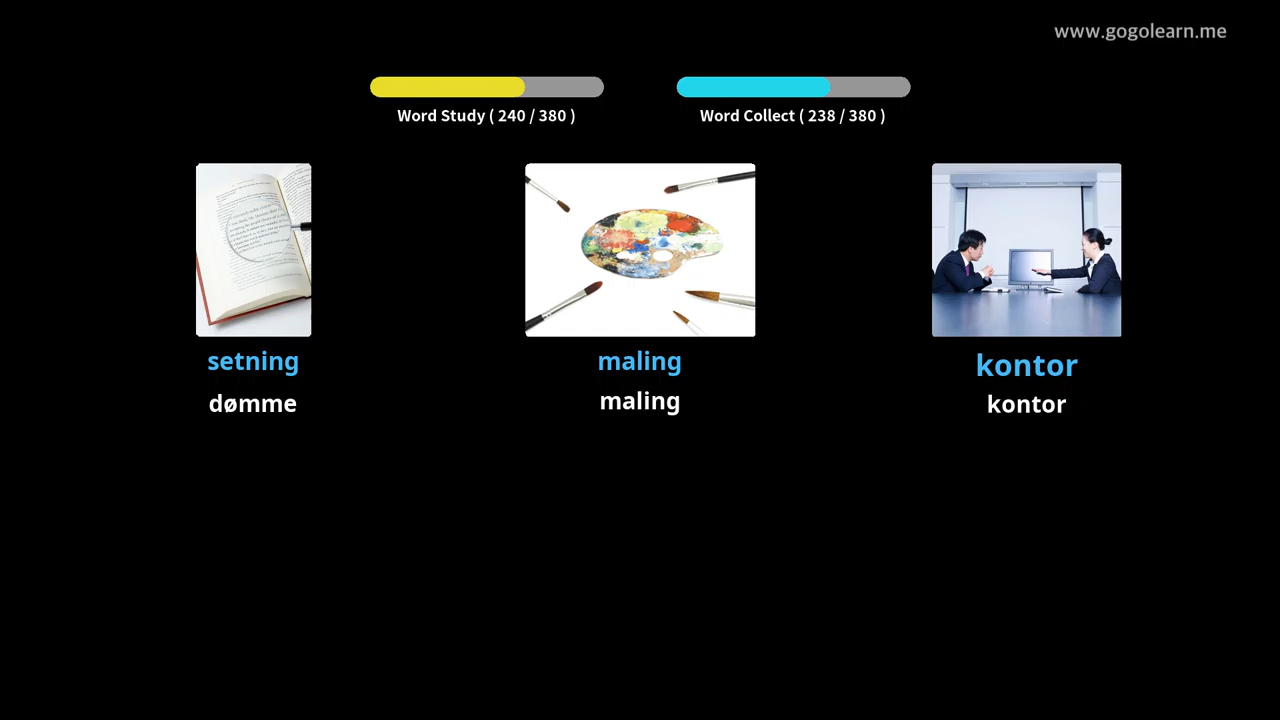 www.gogolearn.me
Word Study ( 240 / 380 )
Word Collect ( 238 / 380 )
setning
dømme
maling
maling
kontor
kontor